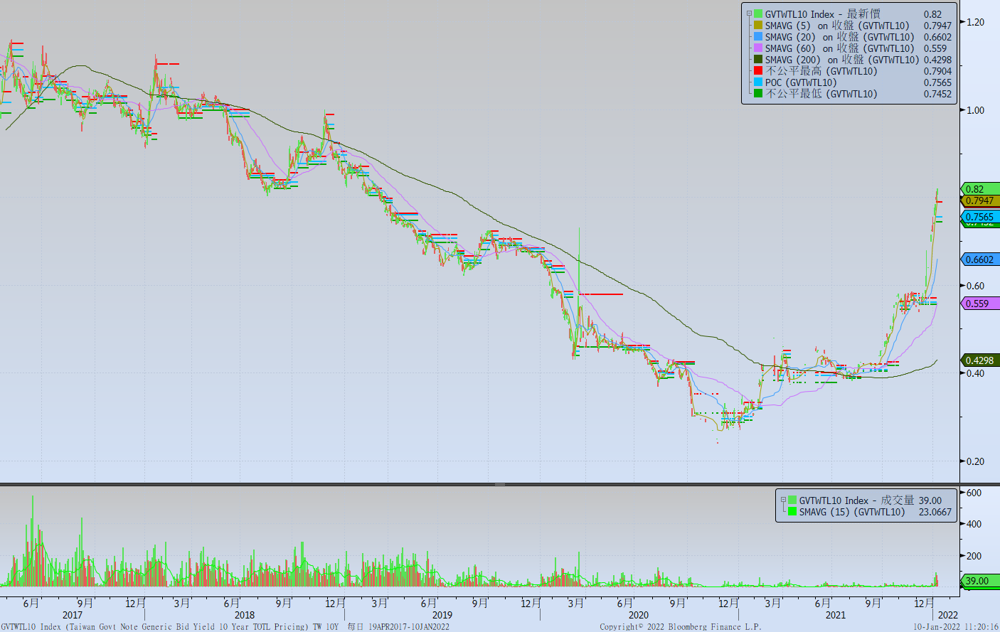 GVTWTL10 Index - 最新價 0.82
SMAVG (5) on 收盤 (GVTWTL10) 0.7947
SMAVG (20) on 收盤 (GVTWTL10) 0.6602
SMAVG (60) on 收盤 (GVTWTL10) 0.559
SMAVG (200) on 收盤 (GVTWTL10) 0.4298
不公平最高 (GVTWTL10) 0.7904
POC (GVTWTL10) 0.7565
不公平最低 (GVTWTL10) 0.7452
1.20
1.00
0.82
0.7947
0.7565
0.6602
0.60
0.559
0.4298
0.40
0.20
GVTWTL10 Index - 成交量 39.00
SMAVG (15) (GVTWTL10) 23.0667
600
400
200
39.00
6月 9月 12月 3月 6月 9月 12月 3月 6月 9月 12月 3月 6月 9月 12月 3月 6月 9月 12月
2017 2018 2019 2020 2021 2022
GVTWTL10 Index (Taiwan Govt Note Generic Bid Yield 10 Year TOTL Pricing) TW 10Y 每日 19APR2017-10JAN2022 Copyright© 2022 Bloomberg Finance L.P. 10-Jan-2022 11:20:16